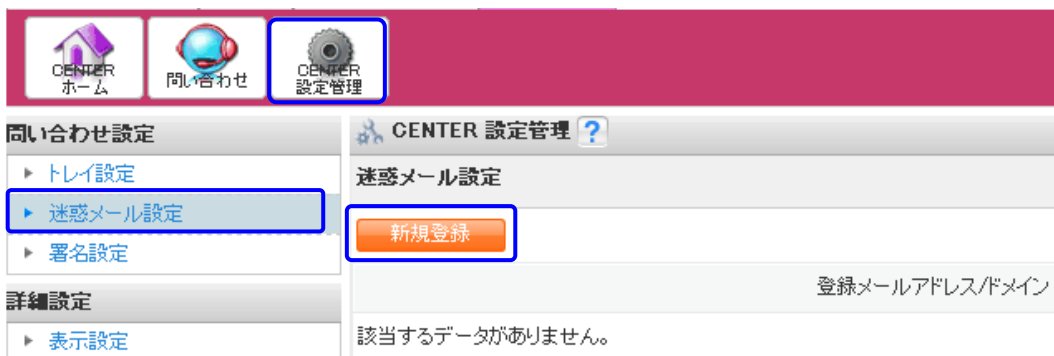 CENTER
ホーム
問い合わせ
CENTER
設定管理
問い合わせ設定
トレイ設定
迷惑メール設定
署名設定
詳細設定
表示設定
CENTER 設定管理 ?
迷惑メール設定
新規登録
登録メールアドレス/ドメイン
該当するデータがありません。